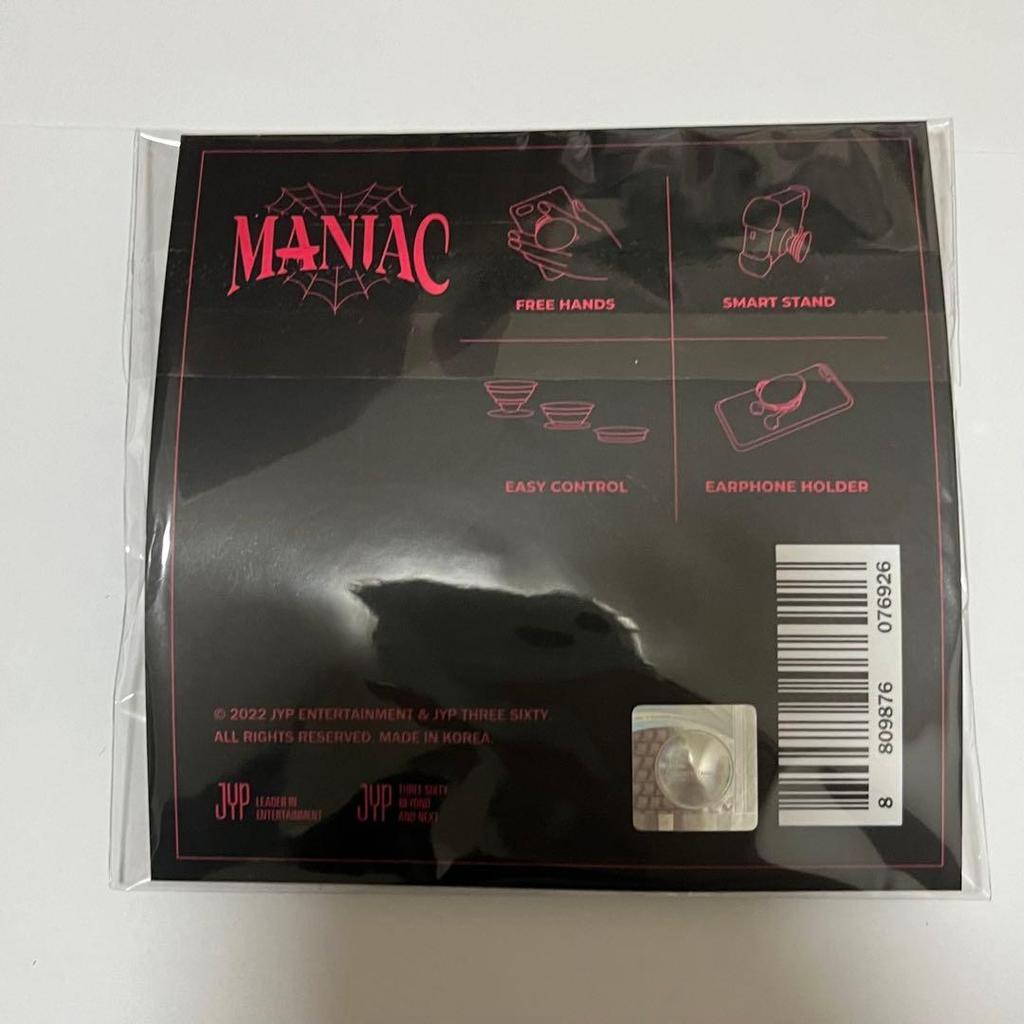 MANIAC
FREE HANDS
SMART STAND
EASY CONTROL
EARPHONE HOLDER
© 2022 JYP ENTERTAINMENT & JYP THREE SIXTY.
ALL RIGHTS RESERVED. MADE IN KOREA.
JYP LEADER IN
ENTERTAINMENT
JYP THREE SIXTY
BEYOND
AND NEXT
8 809876 076926